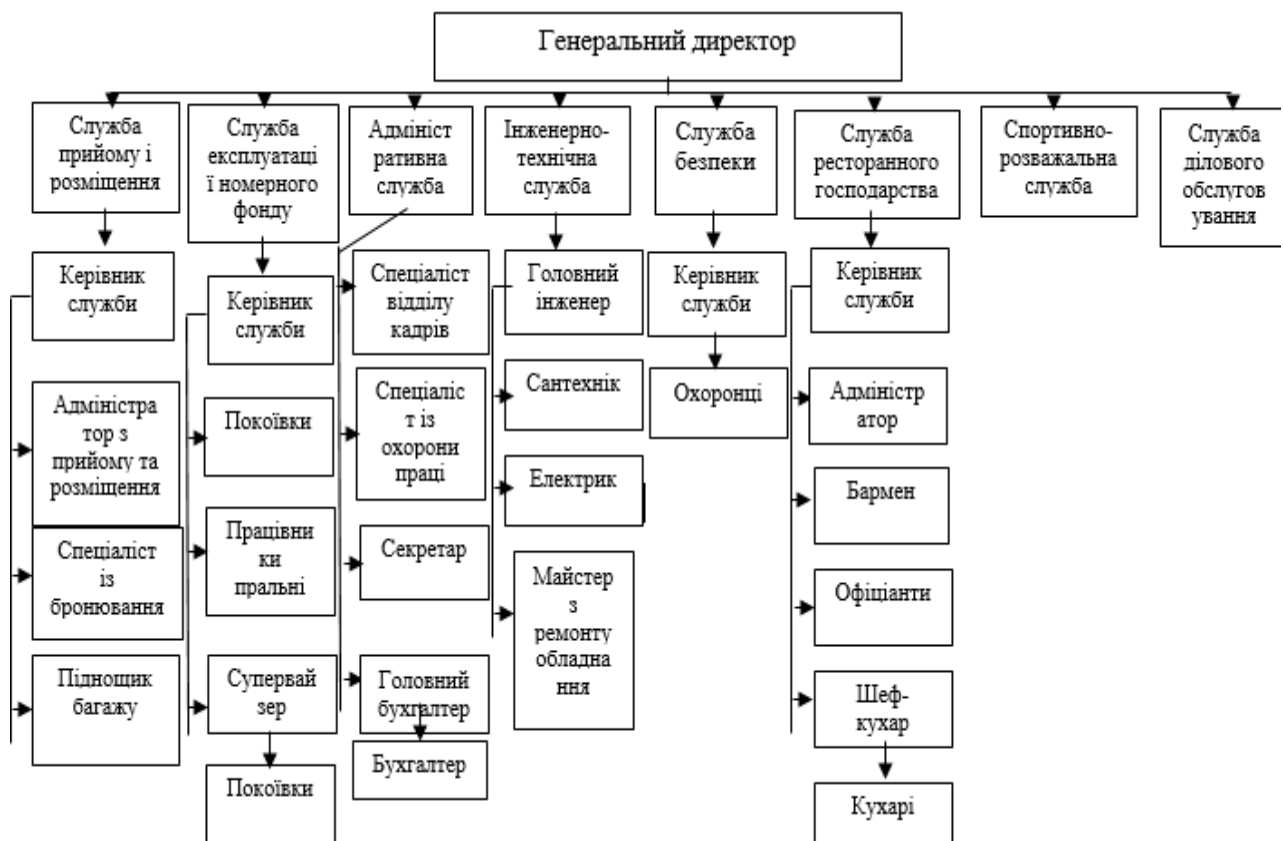 Генеральний директор
Служба
прийому і
розміщення
Служба
експлуатаці
ї номерного
фонду
Адмініст
ративна
служба
Інженерно-
технічна
служба
Служба
безпеки
Служба
ресторанного
господарства
Спортивно-
розважальна
служба
Служба
ділового
обслугов
ування
Керівник
служби
Адміністра
тор з
прийому та
розміщення
Спеціаліст
із
бронювання
Піднощик
багажу
Керівник
служби
Покоївки
Працівни
ки
пральні
Супервай
зер
Покоївки
Спеціаліст
відділу
кадрів
Спеціаліс
т із
охорони
праці
Секретар
Головний
бухгалтер
Бухгалтер
Головний
інженер
Сантехнік
Електрик
Майстер
з
ремонту
обладна
ння
Керівник
служби
Охоронці
Керівник
служби
Адміністр
атор
Бармен
Офіціанти
Шеф-
кухар
Кухарі